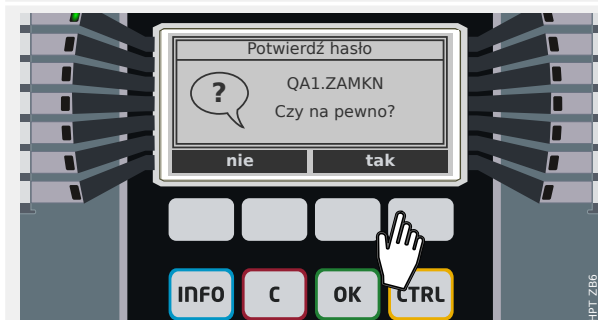 Potwierdź hasło
?
QA1.ZAMKN
Czy na pewno?
nie tak
INFO C OK CTRL
HPT ZB6